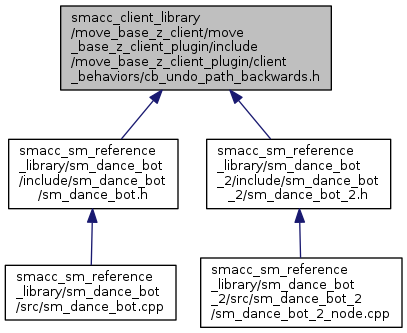 smacc_client_library
/move_base_z_client/move
_base_z_client_plugin/include
/move_base_z_client_plugin/client
_behaviors/cb_undo_path_backwards.h
smacc_sm_reference
_library/sm_dance_bot
/include/sm_dance_bot
/sm_dance_bot.h
smacc_sm_reference
_library/sm_dance_bot
_2/include/sm_dance_bot
_2/sm_dance_bot_2.h
smacc_sm_reference
_library/sm_dance_bot
/src/sm_dance_bot.cpp
smacc_sm_reference
_library/sm_dance_bot
_2/src/sm_dance_bot_2
/sm_dance_bot_2_node.cpp